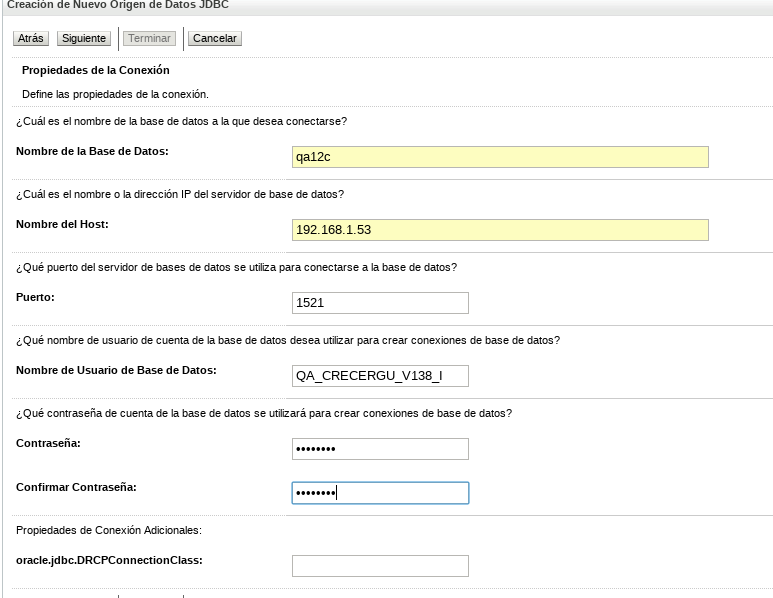 Creación de Nuevo Origen de Datos JDBC
Atrás Siguiente Terminar Cancelar
Propiedades de la Conexión
Define las propiedades de la conexión.
¿Cuál es el nombre de la base de datos a la que desea conectarse?
Nombre de la Base de Datos: qa12c
¿Cuál es el nombre o la dirección IP del servidor de base de datos?
Nombre del Host: 192.168.1.53
¿Qué puerto del servidor de bases de datos se utiliza para conectarse a la base de datos?
Puerto: 1521
¿Qué nombre de usuario de cuenta de la base de datos desea utilizar para crear conexiones de base de datos?
Nombre de Usuario de Base de Datos: QA_CRECERGU_V138_I
¿Qué contraseña de cuenta de la base de datos se utilizará para crear conexiones de base de datos?
Contraseña: ••••••••
Confirmar Contraseña: ••••••••
Propiedades de Conexión Adicionales:
oracle.jdbc.DRCPConnectionClass: